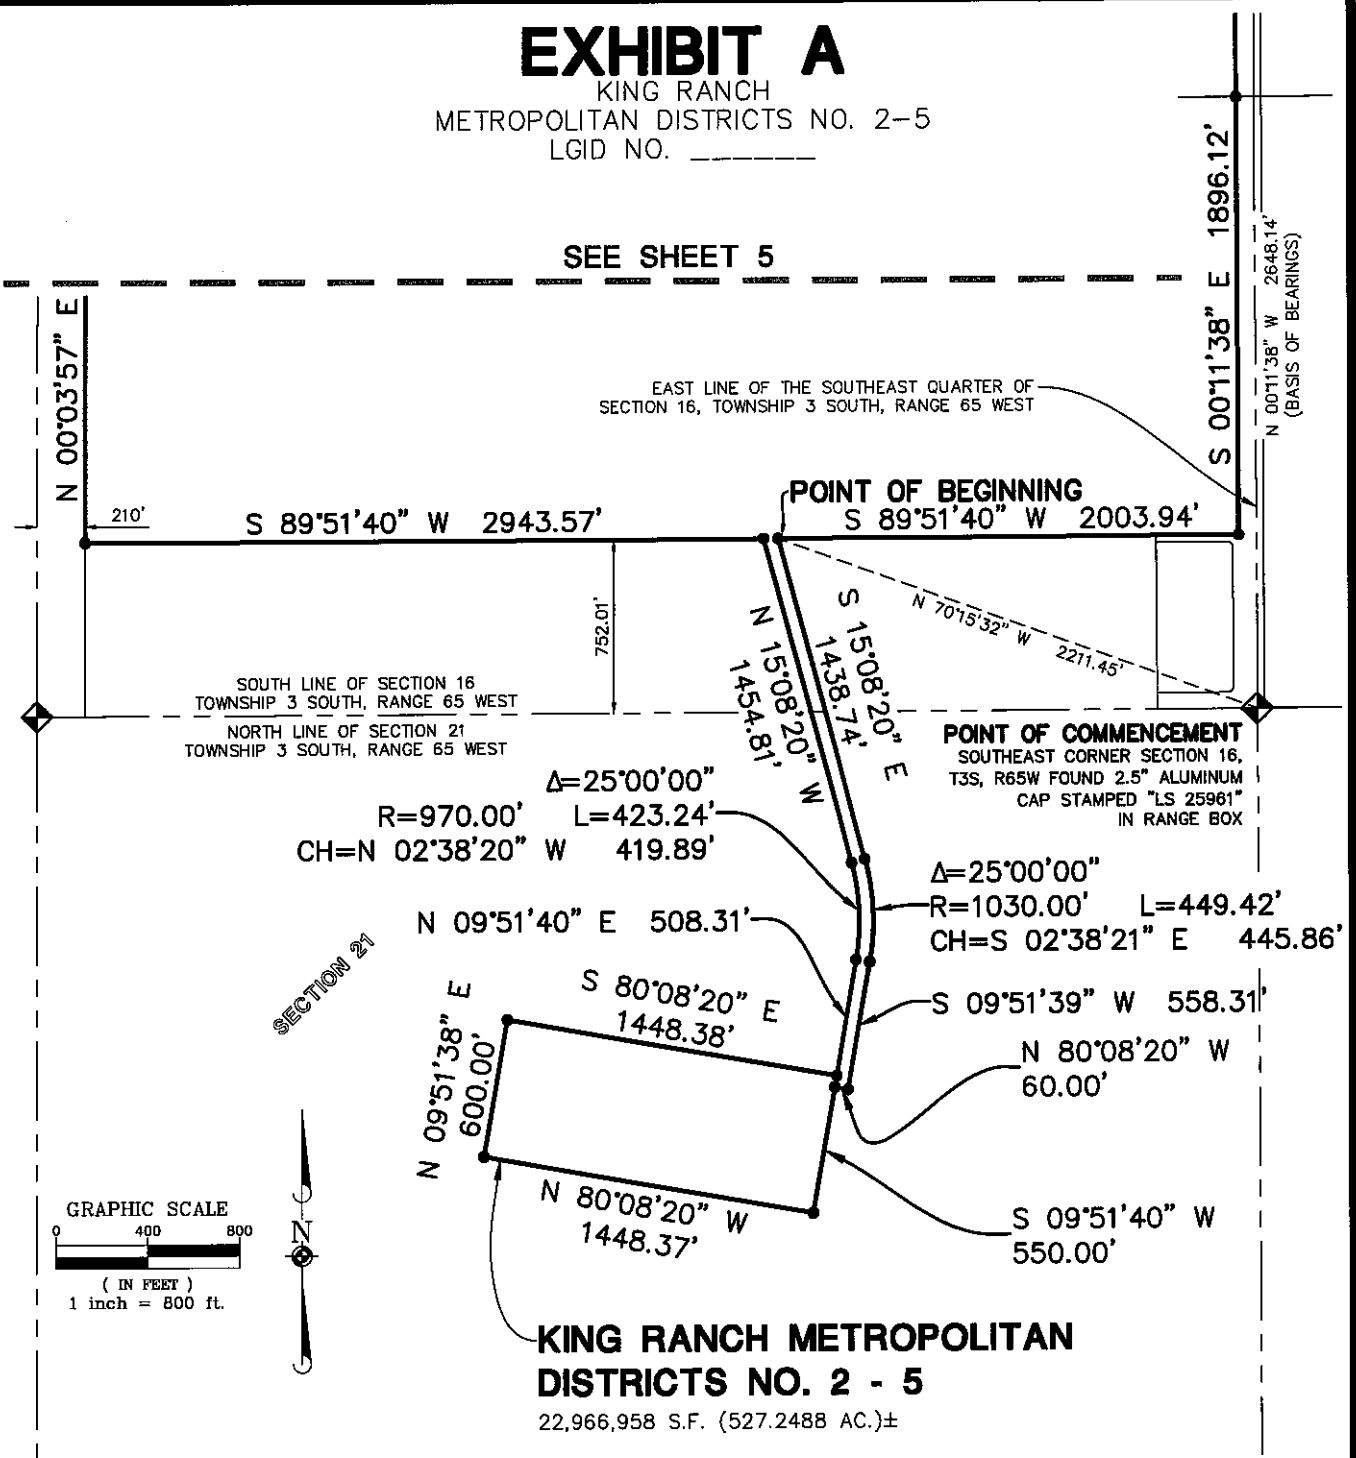 EXHIBIT A
KING RANCH
METROPOLITAN DISTRICTS NO. 2-5
LGID NO. ______
SEE SHEET 5
S 00°11'38" E 1896.12'
N 00°11'38" W 2648.14'
(BASIS OF BEARINGS)
N 00°03'57" E
EAST LINE OF THE SOUTHEAST QUARTER OF
SECTION 16, TOWNSHIP 3 SOUTH, RANGE 65 WEST
POINT OF BEGINNING
210'
S 89°51'40" W 2943.57'
S 89°51'40" W 2003.94'
752.01'
N 15°08'20" W
1454.81'
S 15°08'20" E
1438.74'
N 70°15'32" W 2211.45'
SOUTH LINE OF SECTION 16
TOWNSHIP 3 SOUTH, RANGE 65 WEST
NORTH LINE OF SECTION 21
TOWNSHIP 3 SOUTH, RANGE 65 WEST
POINT OF COMMENCEMENT
SOUTHEAST CORNER SECTION 16,
T3S, R65W FOUND 2.5" ALUMINUM
CAP STAMPED "LS 25961"
IN RANGE BOX
Δ=25°00'00"
R=970.00' L=423.24'
CH=N 02°38'20" W 419.89'
Δ=25°00'00"
R=1030.00' L=449.42'
CH=S 02°38'21" E 445.86'
N 09°51'40" E 508.31'
SECTION 21
S 80°08'20" E
1448.38'
S 09°51'39" W 558.31'
N 80°08'20" W
60.00'
N 09°51'38" E
600.00'
N 80°08'20" W
1448.37'
S 09°51'40" W
550.00'
GRAPHIC SCALE
0 400 800
( IN FEET )
1 inch = 800 ft.
N
KING RANCH METROPOLITAN
DISTRICTS NO. 2 - 5
22,966,958 S.F. (527.2488 AC.)±